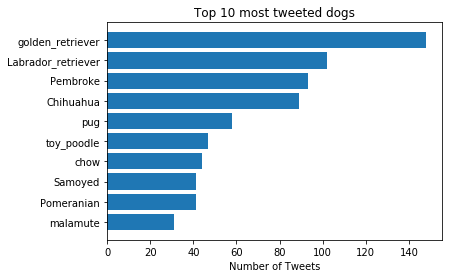 Top 10 most tweeted dogs
golden_retriever
Labrador_retriever
Pembroke
Chihuahua
pug
toy_poodle
chow
Samoyed
Pomeranian
malamute
0 20 40 60 80 100 120 140
Number of Tweets